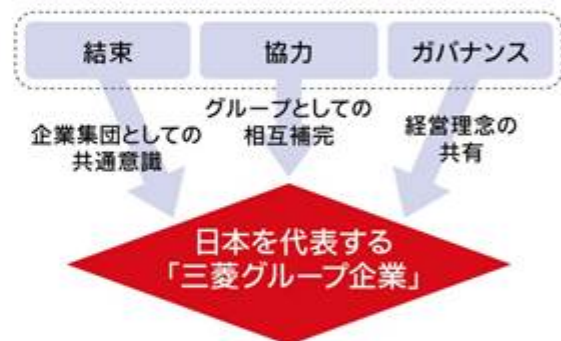 結束
協力
ガバナンス
企業集団としての
共通意識
グループとしての
相互補完
経営理念の
共有
日本を代表する
「三菱グループ企業」